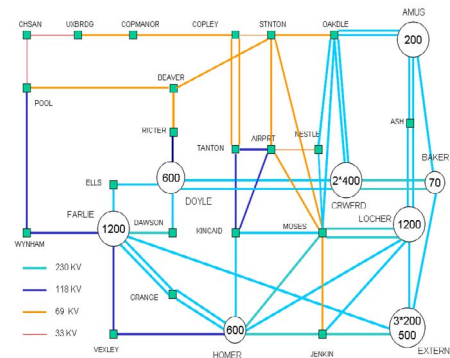 AMUS
CHSAN UXBRDG COPMANOR COPLEY STNTON OAKDLE
200
BEAVER
POOL
ASH
RICTER
AIRPRT NESTLE
TANTON
BAKER
ELLS
600
2*400
70
DOYLE
CRWFRD
FARLIE
LOCHER
1200
DAWSON
KINCAID
MOSES
1200
WYNHAM
230 KV
118 KV
ORANGE
69 KV
3*200
600
500
33 KV
VEXLEY
HOMER
JENKIN
EXTERN